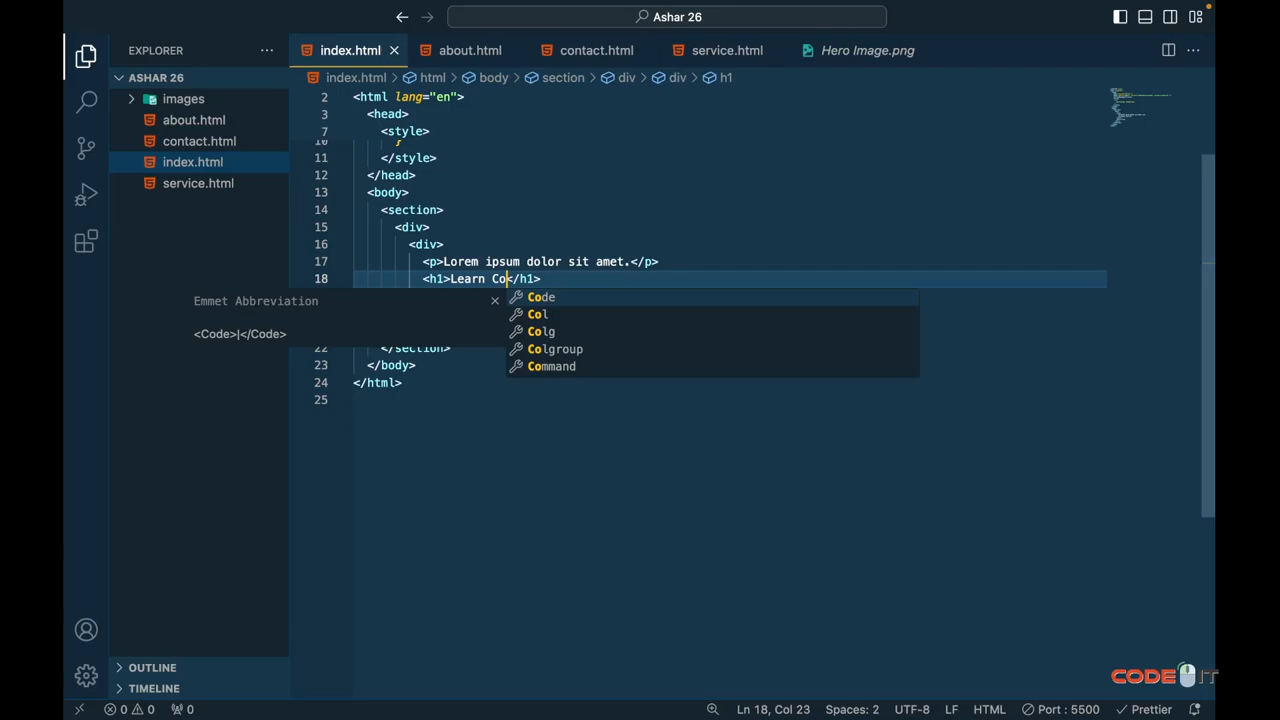 Ashar 26
EXPLORER
index.html
about.html
contact.html
service.html
Hero Image.png
ASHAR 26
index.html
html
body
section
div
div
h1
images
about.html
contact.html
index.html
service.html
2 <html lang="en">
3 <head>
7 <style>
10 }
11 </style>
12 </head>
13 <body>
14 <section>
15 <div>
16 <div>
17 <p>Lorem ipsum dolor sit amet.</p>
18 <h1>Learn Co</h1>
Emmet Abbreviation
<Code>|</Code>
Code
Col
Colg
Colgroup
Command
</section>
23 </body>
24 </html>
25
OUTLINE
TIMELINE
CODE IT
0 0 0
Ln 18, Col 23
Spaces: 2
UTF-8
LF
HTML
Port : 5500
Prettier